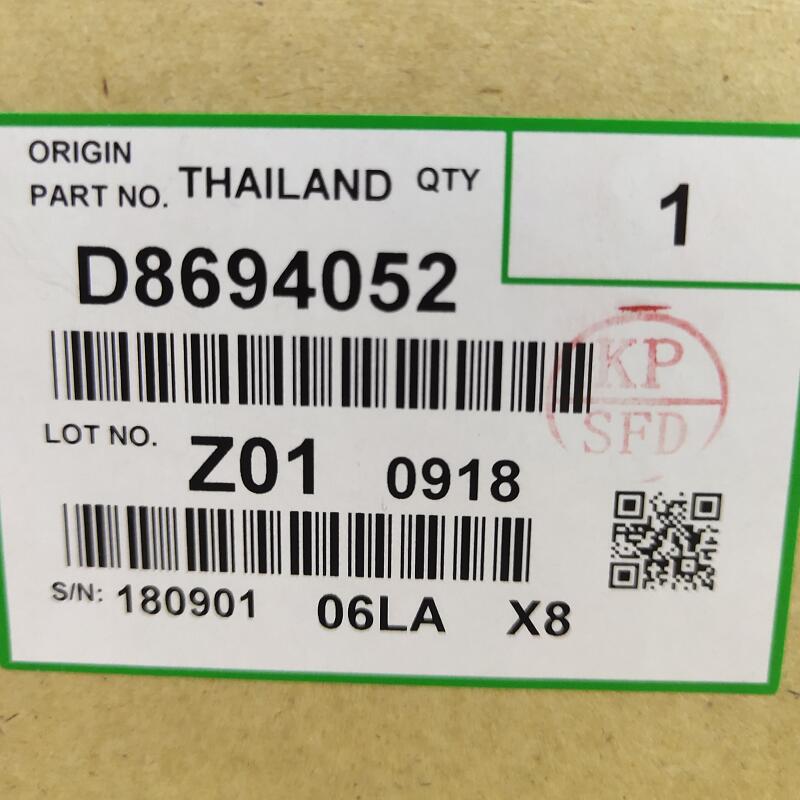 ORIGIN THAILAND QTY 1
PART NO.
D8694052
KP
SFD
LOT NO. Z01 0918
S/N: 180901 06LA X8